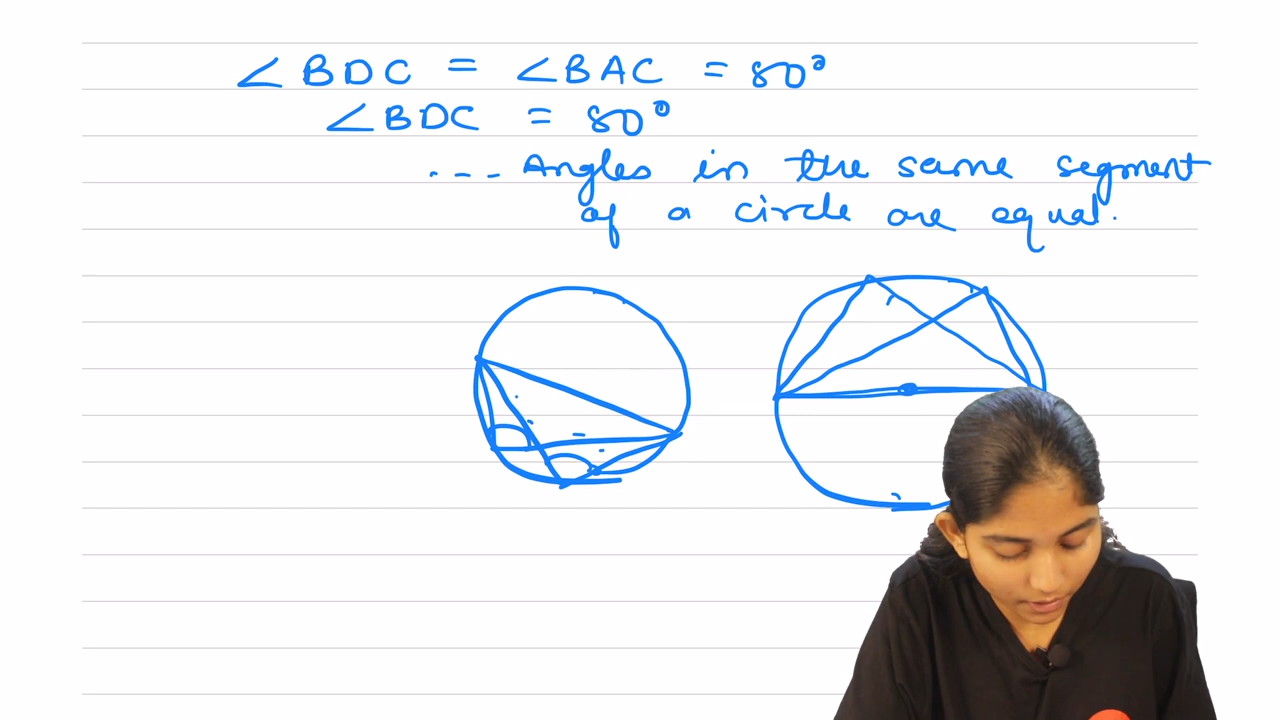 ∠BDC = ∠BAC = 80°
∠BDC = 80°
--- Angles in the same segment
of a circle are equal.